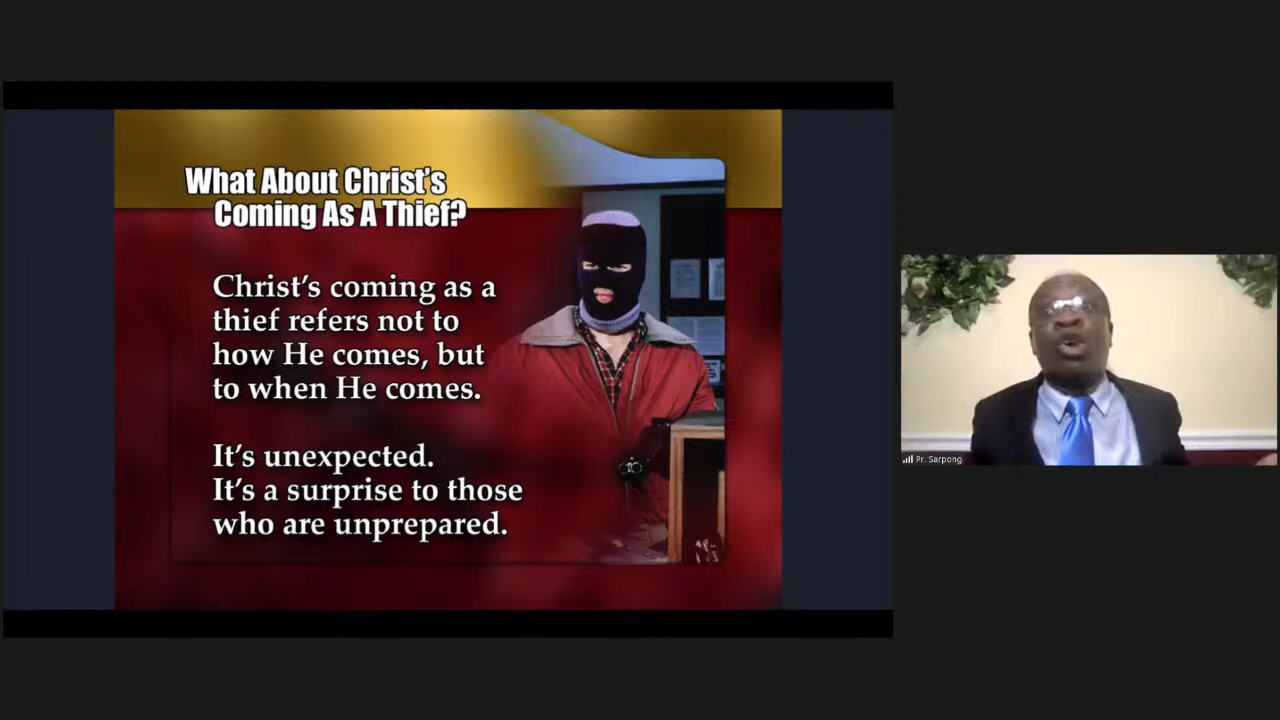 What About Christ's
Coming As A Thief?
Christ's coming as a
thief refers not to
how He comes, but
to when He comes.
It's unexpected.
It's a surprise to those
who are unprepared.
Pr. Sarpong